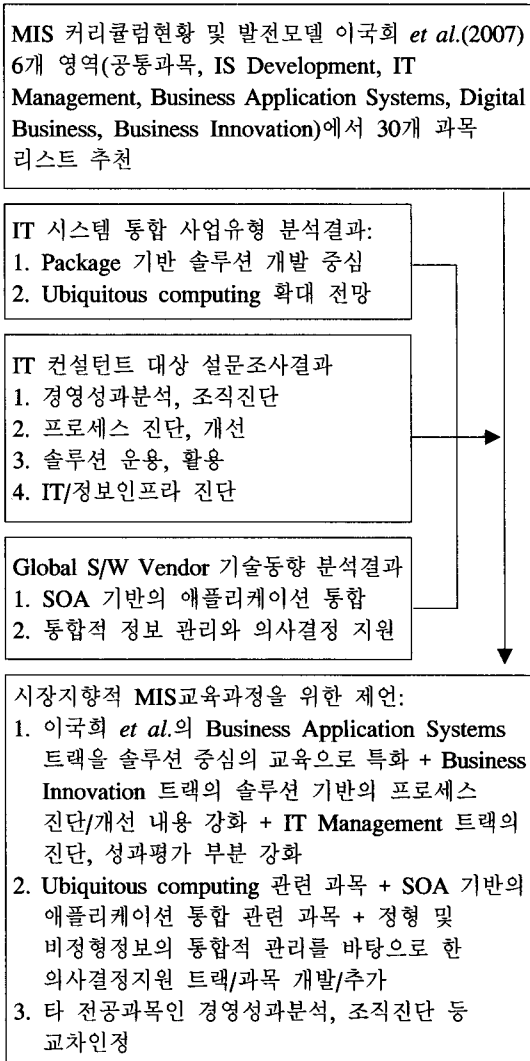 MIS 커리큘럼현황 및 발전모델 이국희 et al.(2007)
6개 영역(공통과목, IS Development, IT
Management, Business Application Systems, Digital
Business, Business Innovation)에서 30개 과목
리스트 추천
IT 시스템 통합 사업유형 분석결과:
1. Package 기반 솔루션 개발 중심
2. Ubiquitous computing 확대 전망
IT 컨설턴트 대상 설문조사결과
1. 경영성과분석, 조직진단
2. 프로세스 진단, 개선
3. 솔루션 운용, 활용
4. IT/정보인프라 진단
Global S/W Vendor 기술동향 분석결과
1. SOA 기반의 애플리케이션 통합
2. 통합적 정보 관리와 의사결정 지원
시장지향적 MIS교육과정을 위한 제언:
1. 이국희 et al.의 Business Application Systems
트랙을 솔루션 중심의 교육으로 특화 + Business
Innovation 트랙의 솔루션 기반의 프로세스
진단/개선 내용 강화 + IT Management 트랙의
진단, 성과평가 부분 강화
2. Ubiquitous computing 관련 과목 + SOA 기반의
애플리케이션 통합 관련 과목 + 정형 및
비정형정보의 통합적 관리를 바탕으로 한
의사결정지원 트랙/과목 개발/추가
3. 타 전공과목인 경영성과분석, 조직진단 등
교차인정